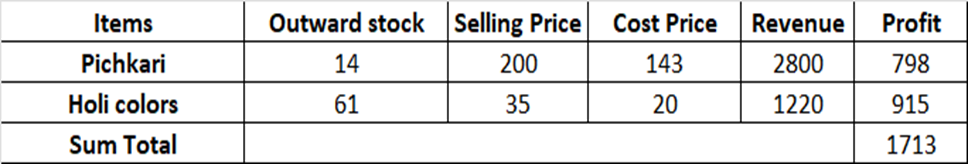 Items Outward stock Selling Price Cost Price Revenue Profit
Pichkari 14 200 143 2800 798
Holi colors 61 35 20 1220 915
Sum Total 1713